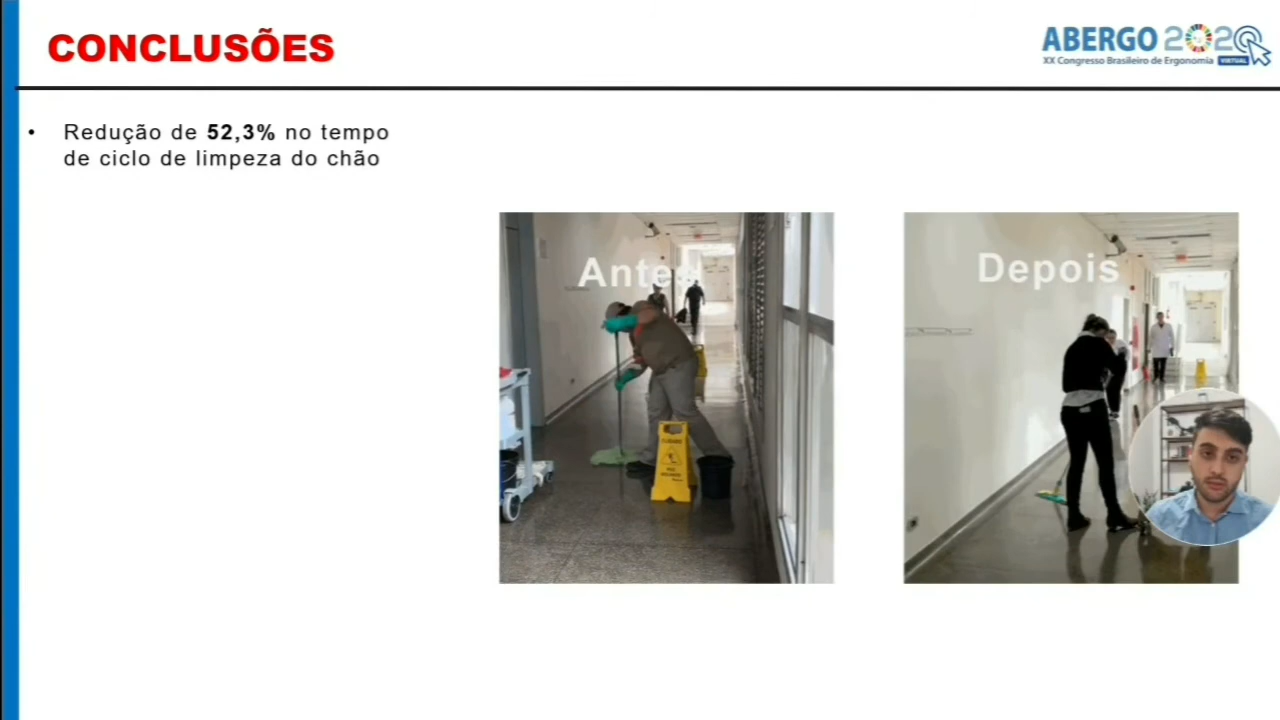 CONCLUSÕES
ABERGO 2020
XX Congresso Brasileiro de Ergonomia VIRTUAL
• Redução de 52,3% no tempo
de ciclo de limpeza do chão
Antes
Depois